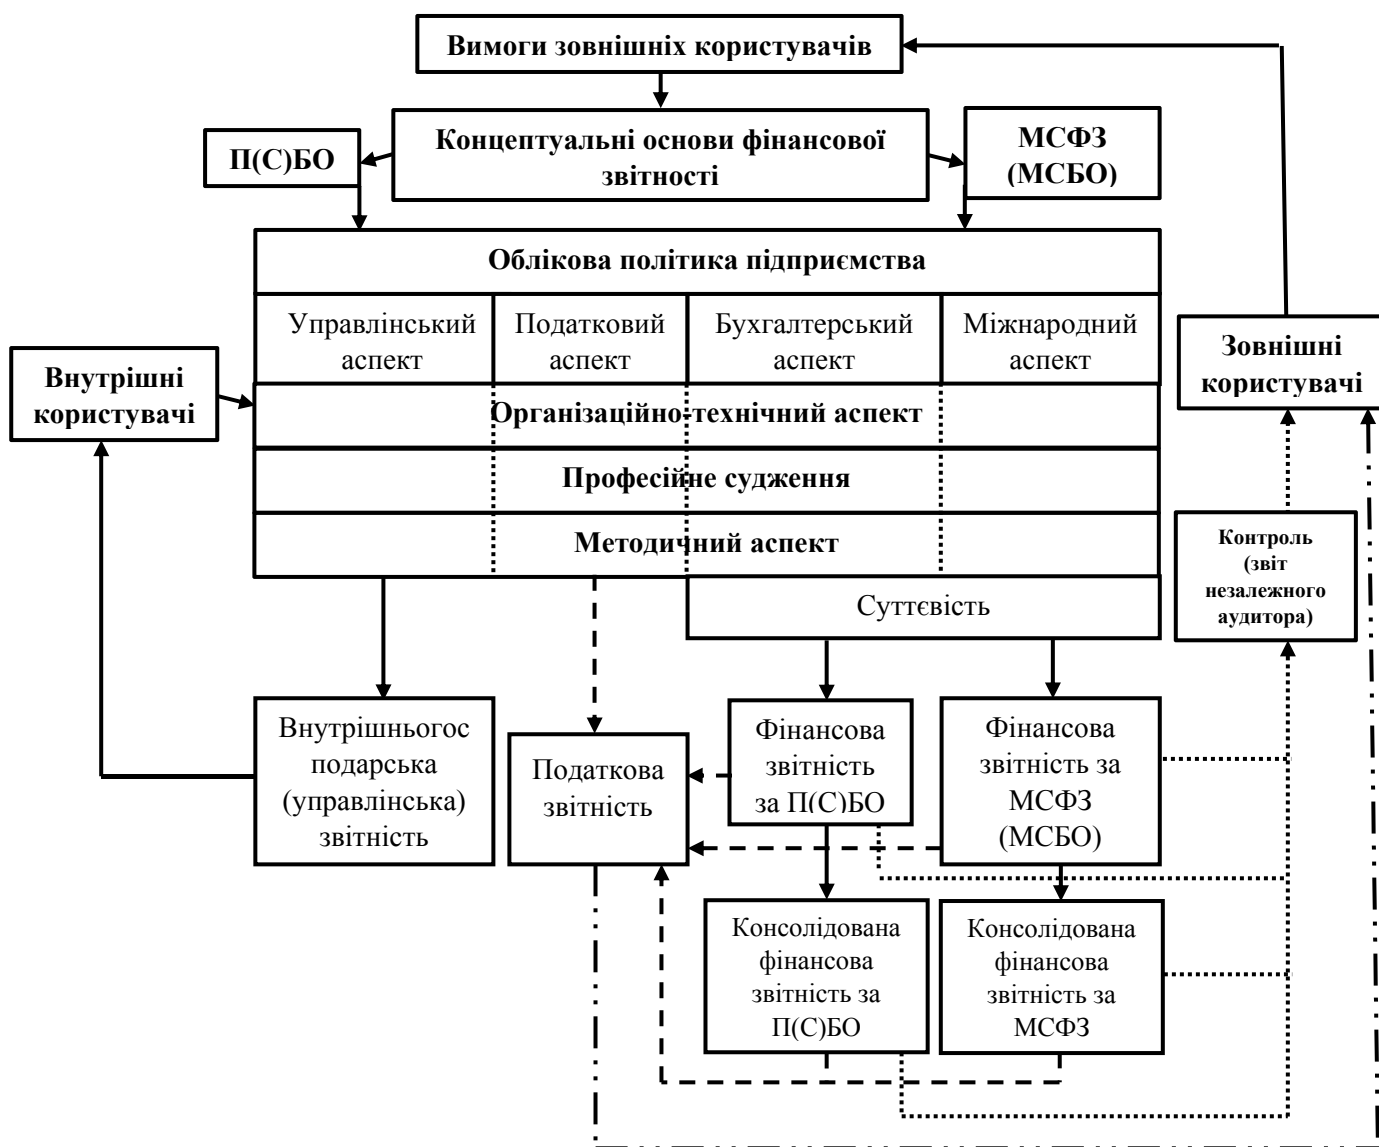 Вимоги зовнішніх користувачів
П(С)БО
Концептуальні основи фінансової
звітності
МСФЗ
(МСБО)
Облікова політика підприємства
Управлінський
аспект
Податковий
аспект
Бухгалтерський
аспект
Міжнародний аспект
Внутрішні
користувачі
Зовнішні
користувачі
Організаційно-технічний аспект
Професійне судження
Методичний аспект
Суттєвість
Контроль
(звіт
незалежного
аудитора)
Внутрішньогос
подарська
(управлінська)
звітність
Податкова
звітність
Фінансова
звітність
за П(С)БО
Фінансова
звітність за
МСФЗ
(МСБО)
Консолідована
фінансова
звітність за
П(С)БО
Консолідована
фінансова
звітність за
МСФЗ